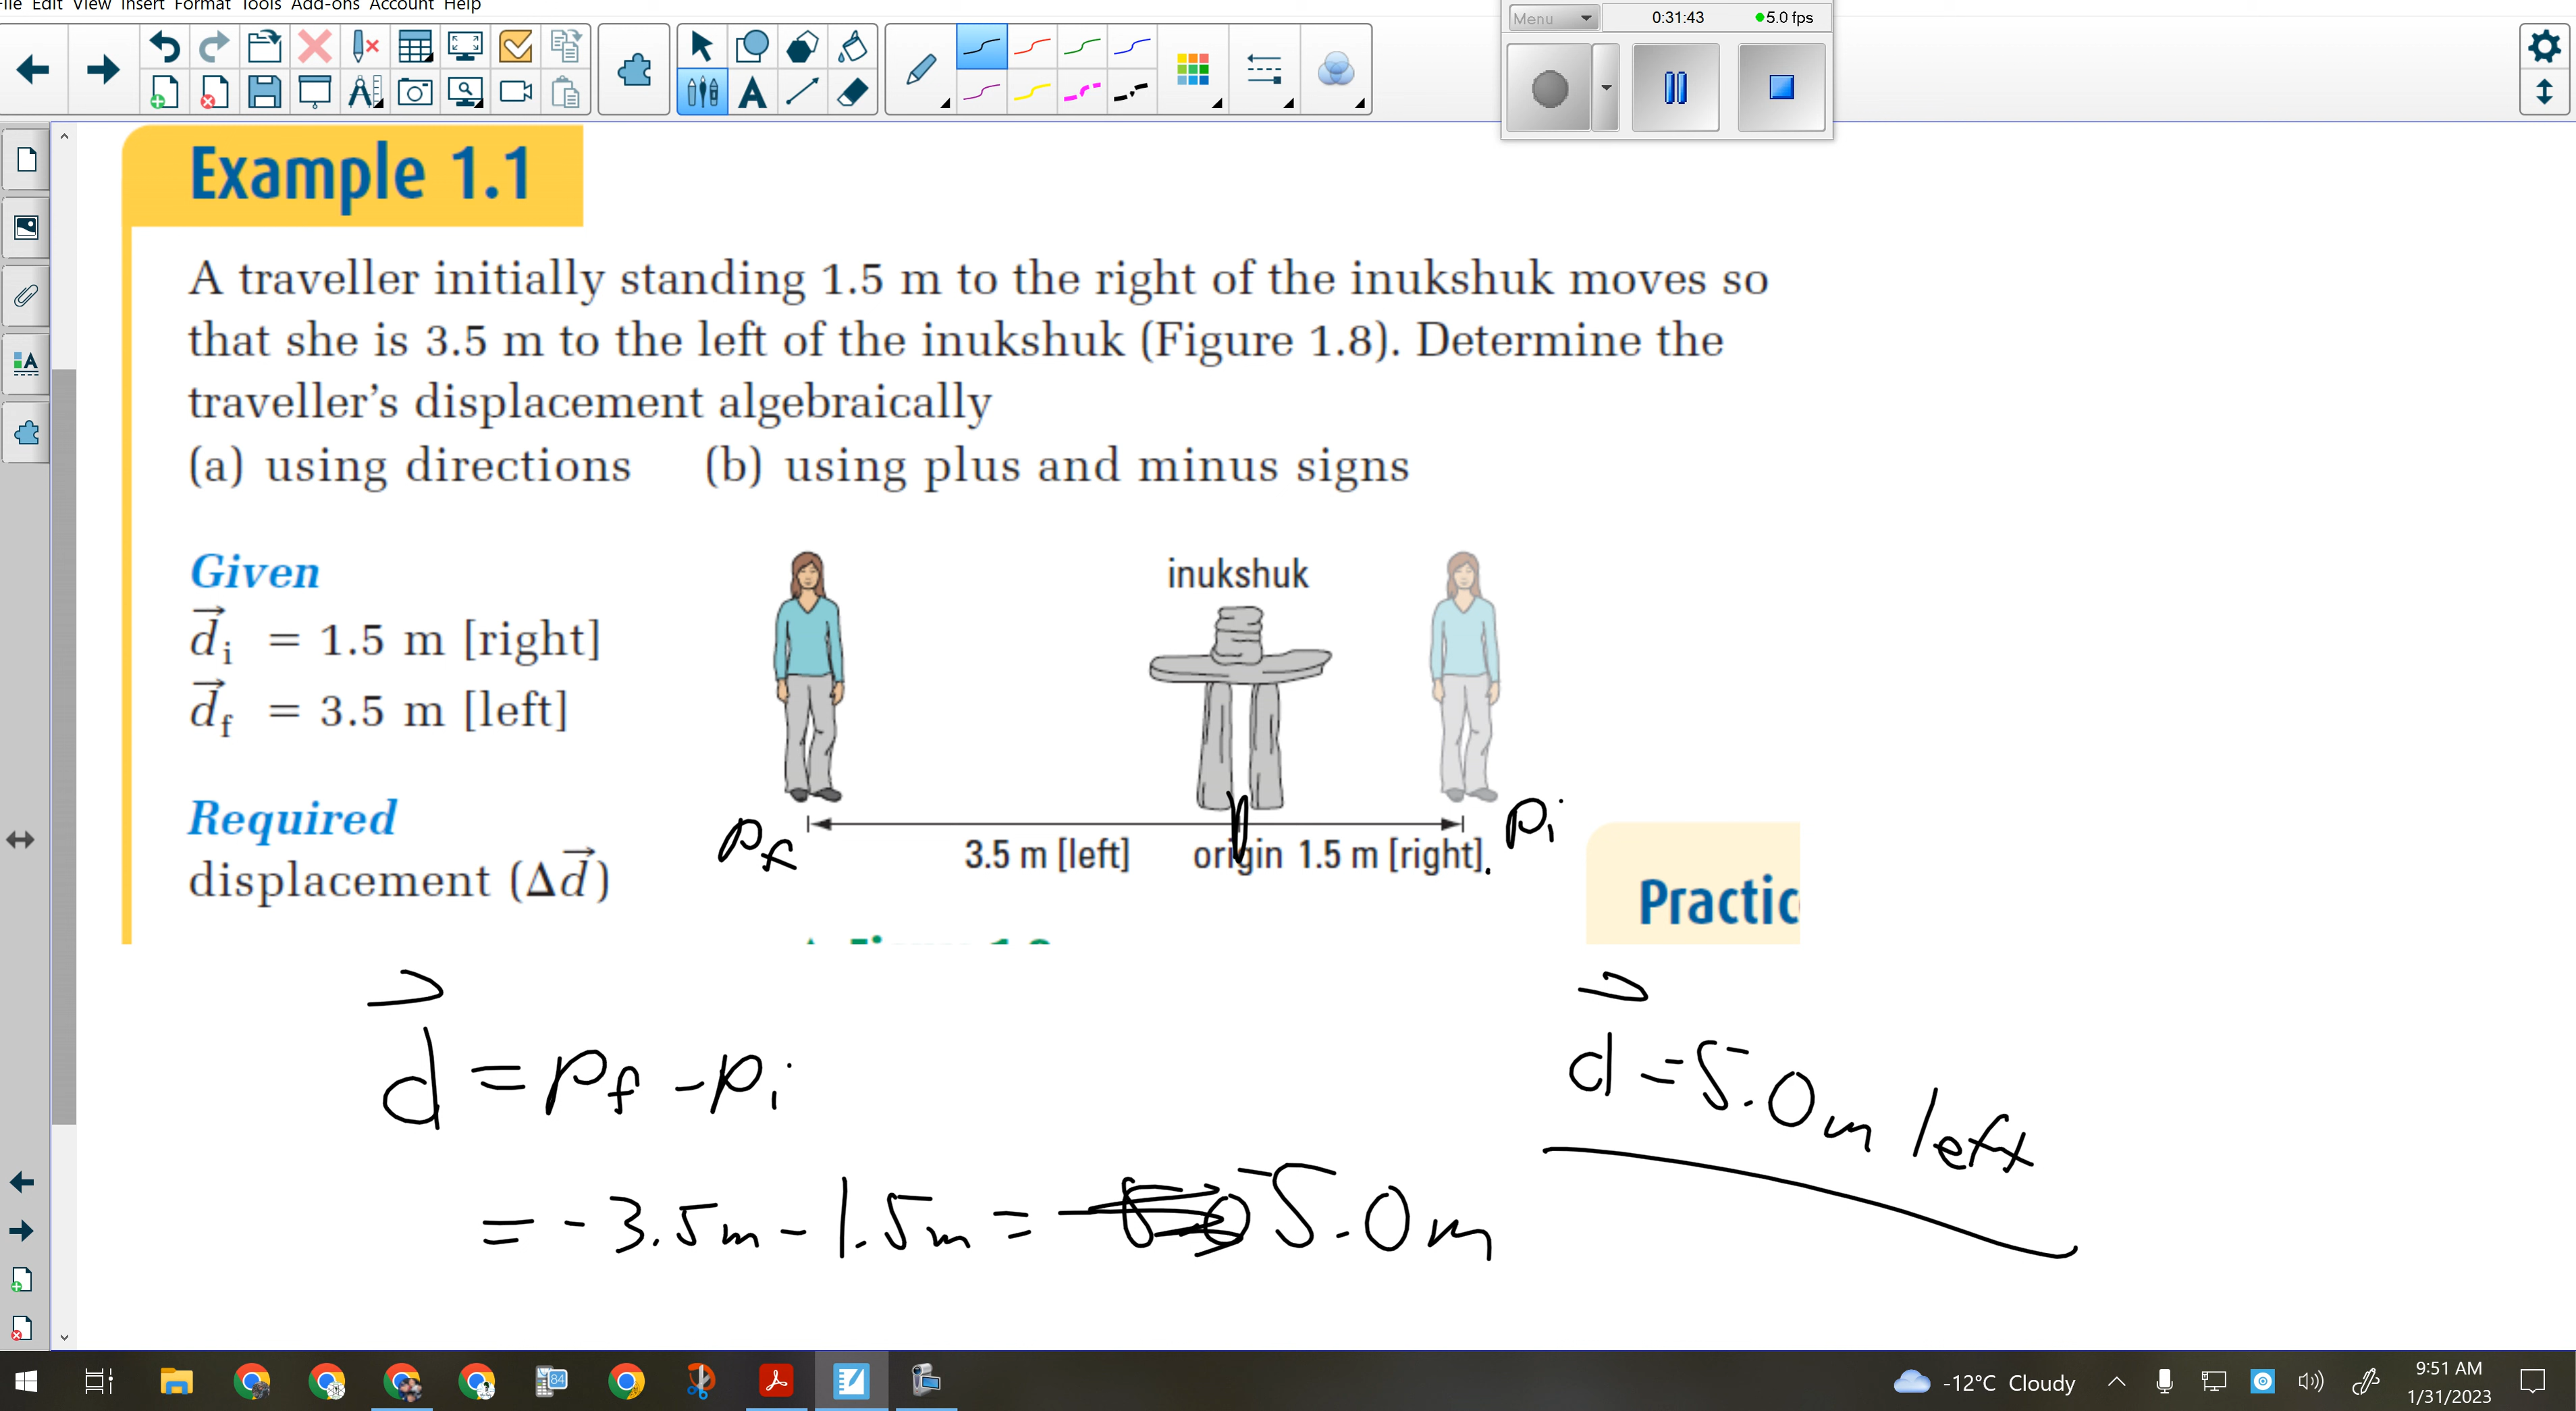 File Edit View Insert Format Tools Add-ons Account Help
Menu 0:31:43 5.0 fps
Example 1.1
A traveller initially standing 1.5 m to the right of the inukshuk moves so
that she is 3.5 m to the left of the inukshuk (Figure 1.8). Determine the
traveller's displacement algebraically
(a) using directions (b) using plus and minus signs
Given
d⃗i = 1.5 m [right]
d⃗f = 3.5 m [left]
Required
displacement (Δd⃗)
inukshuk
pf
3.5 m [left] origin 1.5 m [right].
pi
Practic
d⃗ = pf - pi
= - 3.5m - 1.5m = -5.0m
d⃗ = 5.0m left
84
-12°C Cloudy
9:51 AM
1/31/2023